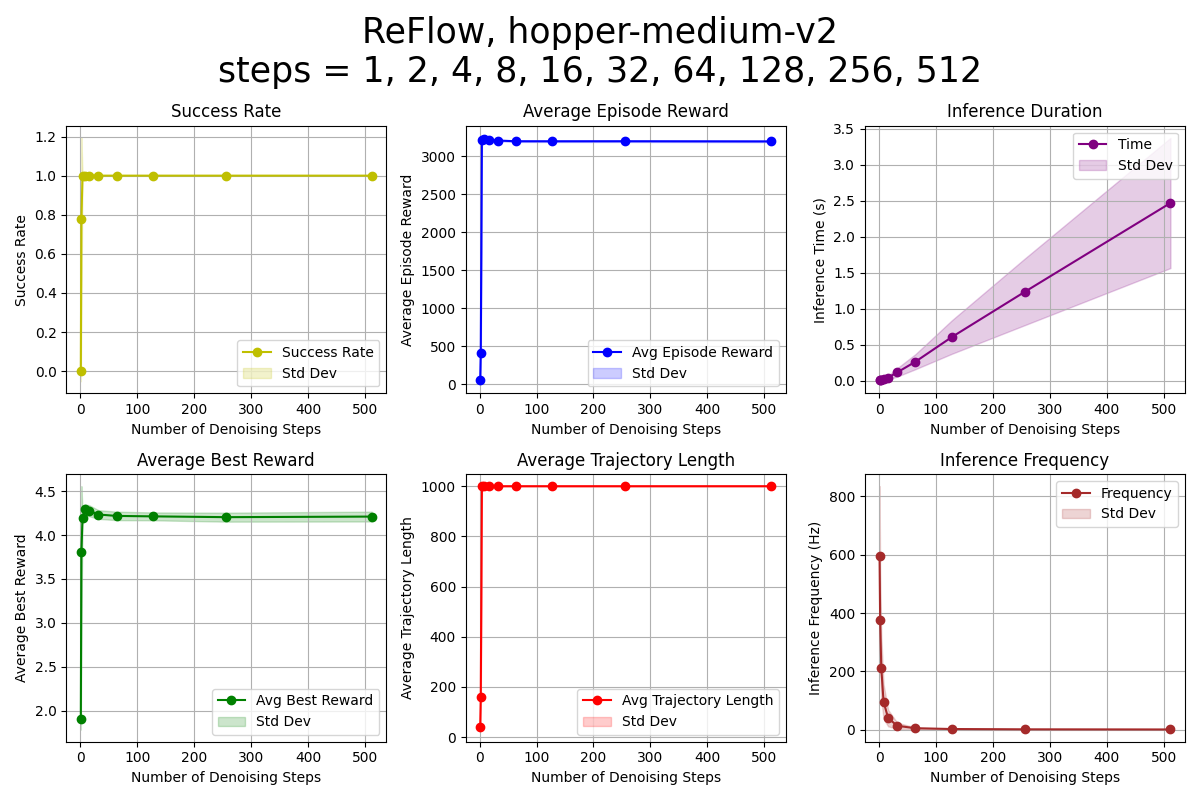 ReFlow, hopper-medium-v2
steps = 1, 2, 4, 8, 16, 32, 64, 128, 256, 512
Success Rate
1.2
1.0
0.8
0.6
0.4
0.2
0.0
Success Rate
Success Rate
Std Dev
0 100 200 300 400 500
Number of Denoising Steps
Average Episode Reward
3000
2500
2000
1500
1000
500
0
Average Episode Reward
Avg Episode Reward
Std Dev
0 100 200 300 400 500
Number of Denoising Steps
Inference Duration
3.5
3.0
2.5
2.0
1.5
1.0
0.5
0.0
Inference Time (s)
Time
Std Dev
0 100 200 300 400 500
Number of Denoising Steps
Average Best Reward
4.5
4.0
3.5
3.0
2.5
2.0
Average Best Reward
Avg Best Reward
Std Dev
0 100 200 300 400 500
Number of Denoising Steps
Average Trajectory Length
1000
800
600
400
200
0
Average Trajectory Length
Avg Trajectory Length
Std Dev
0 100 200 300 400 500
Number of Denoising Steps
Inference Frequency
800
600
400
200
0
Inference Frequency (Hz)
Frequency
Std Dev
0 100 200 300 400 500
Number of Denoising Steps